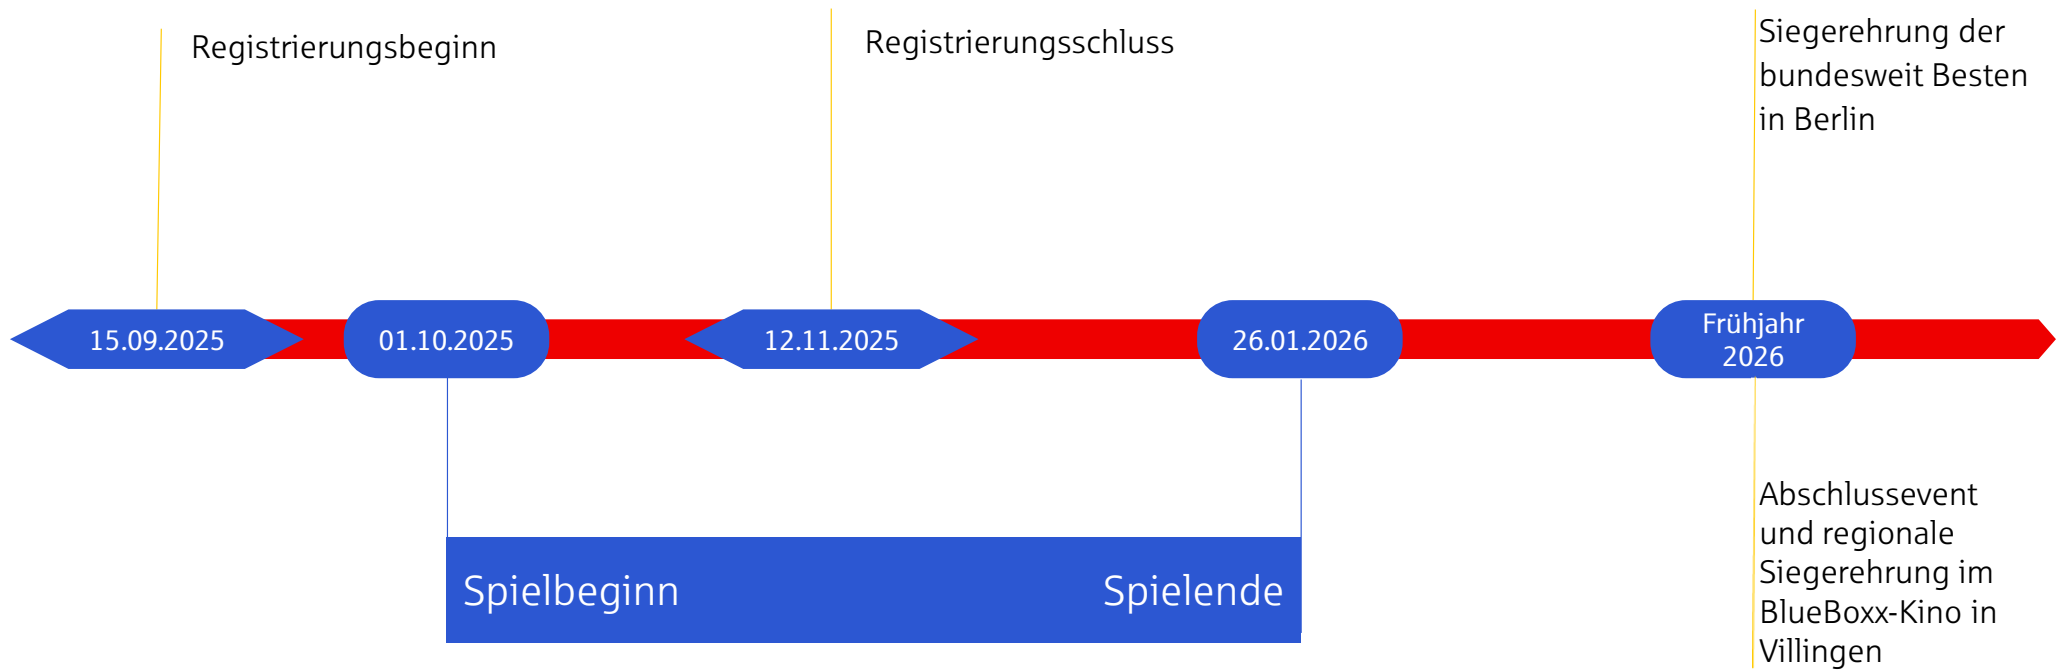 Registrierungsbeginn
Registrierungsschluss
Siegerehrung der
bundesweit Besten
in Berlin
15.09.2025
01.10.2025
12.11.2025
26.01.2026
Frühjahr
2026
Spielbeginn
Spielende
Abschlussevent
und regionale
Siegerehrung im
BlueBoxx-Kino in
Villingen